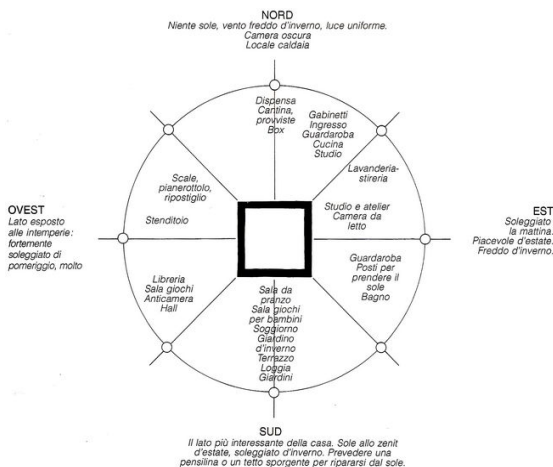 NORD
Niente sole, vento freddo d'inverno, luce uniforme.
Camera oscura
Locale caldaia
Dispensa
Cantina,
provviste
Box
Gabinetti
Ingresso
Guardaroba
Cucina
Studio
Lavanderia-
stireria
Scale,
pianerottolo,
ripostiglio
Stenditoio
Studio e atelier
Camera da
letto
OVEST
Lato esposto
alle intemperie:
fortemente
soleggiato di
pomeriggio, molto
EST
Soleggiato
la mattina.
Piacevole d'estate.
Freddo d'inverno.
Libreria
Sala giochi
Anticamera
Hall
Sala da
pranzo
Sala giochi
per bambini
Soggiorno
Giardino
d'inverno
Terrazzo
Loggia
Giardini
Guardaroba
Posti per
prendere il
sole
Bagno
SUD
Il lato più interessante della casa. Sole allo zenit
d'estate, soleggiato d'inverno. Prevedere una
pensilina o un tetto sporgente per ripararsi dal sole.